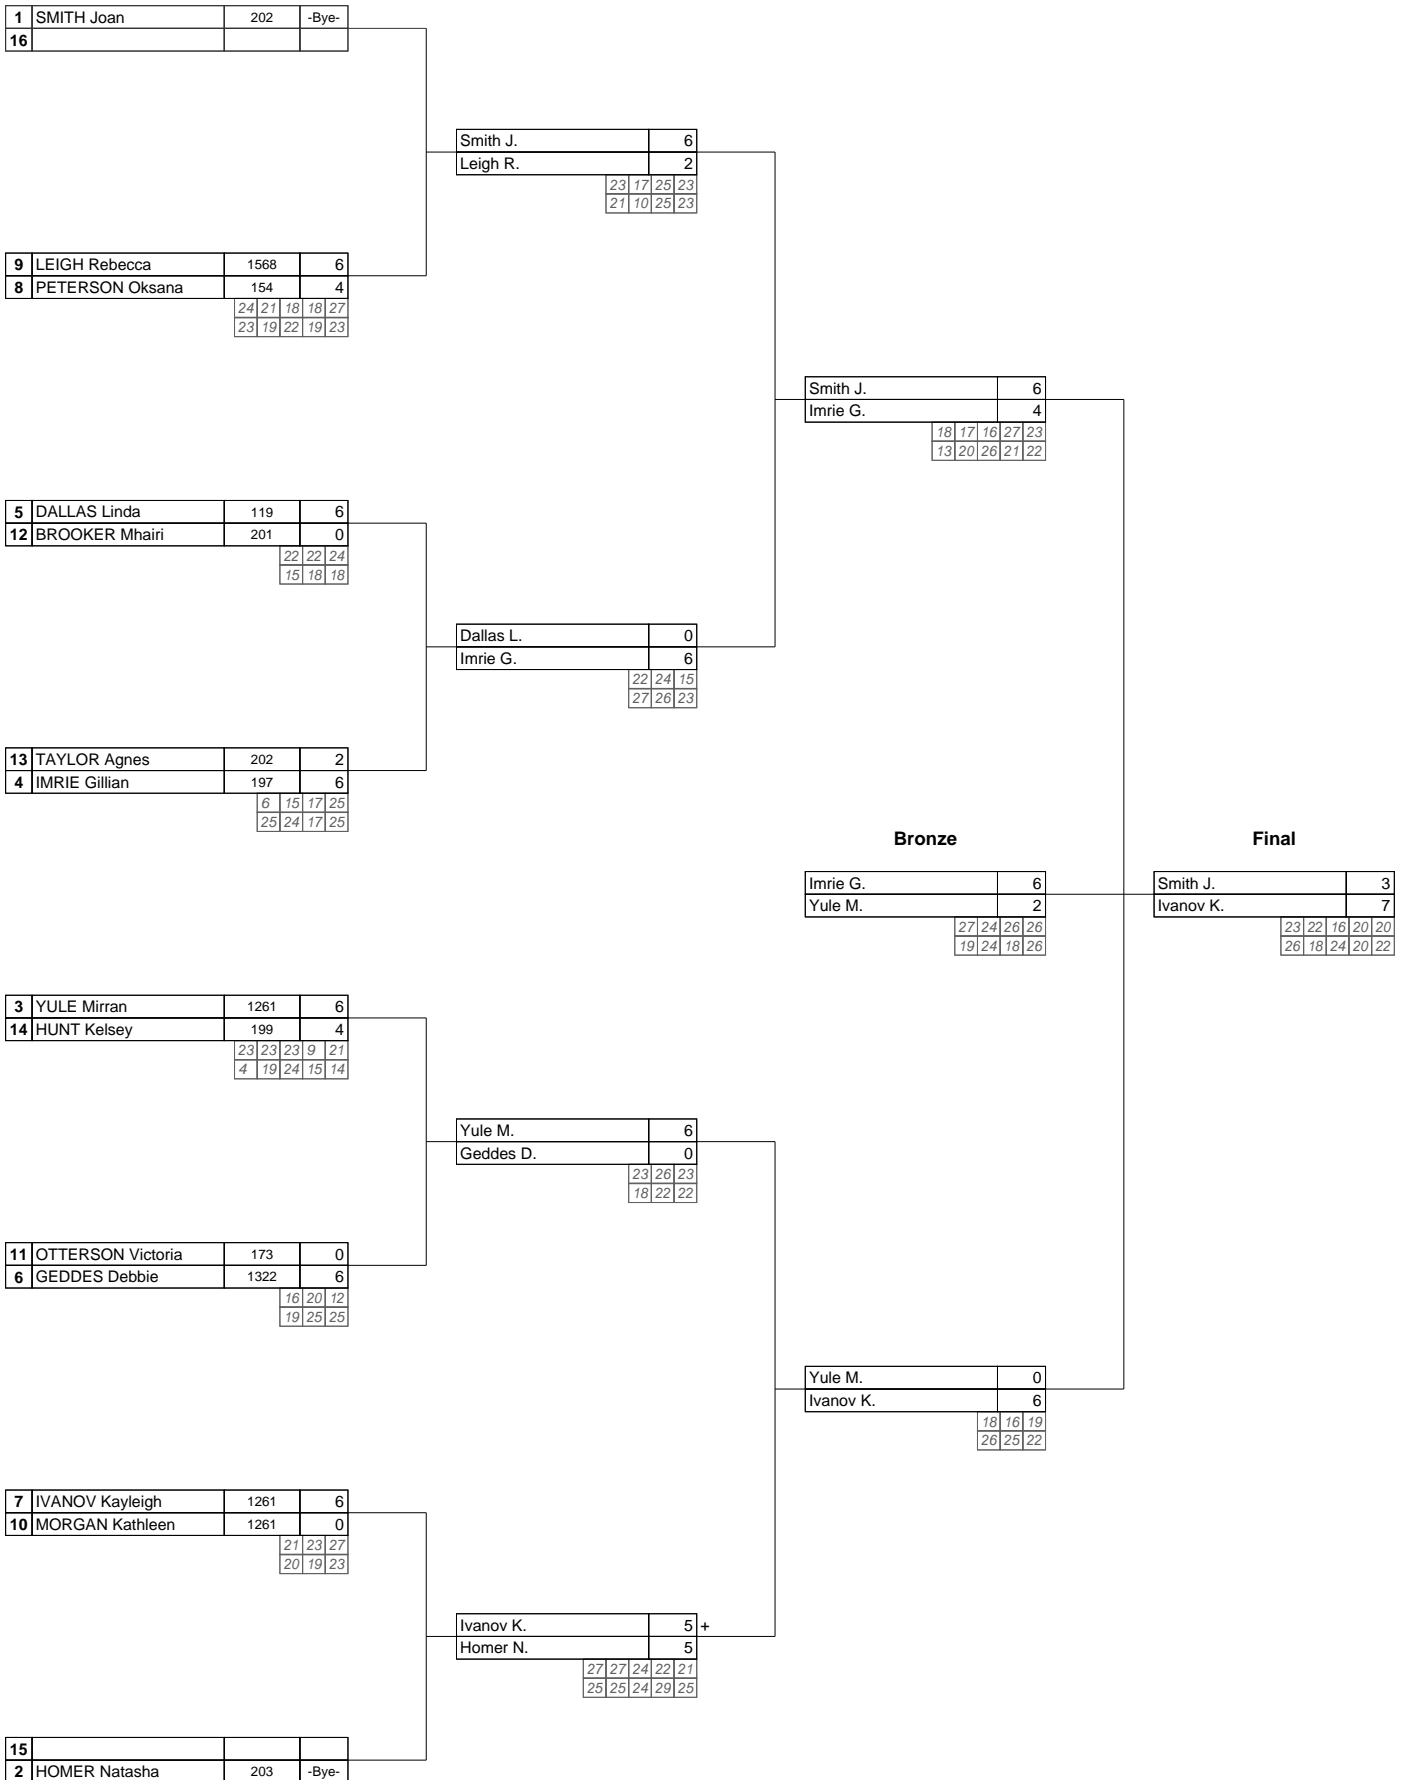 1 SMITH Joan 202 -Bye-
16
Smith J. 6
Leigh R. 2
23 17 25 23
21 10 25 23
9 LEIGH Rebecca 1568 6
8 PETERSON Oksana 154 4
24 21 18 18 27
23 19 22 19 23
Smith J. 6
Imrie G. 4
18 17 16 27 23
13 20 26 21 22
5 DALLAS Linda 119 6
12 BROOKER Mhairi 201 0
22 22 24
15 18 18
Dallas L. 0
Imrie G. 6
22 24 15
27 26 23
13 TAYLOR Agnes 202 2
4 IMRIE Gillian 197 6
6 15 17 25
25 24 17 25
Bronze
Final
Imrie G. 6
Yule M. 2
27 24 26 26
19 24 18 26
Smith J. 3
Ivanov K. 7
23 22 16 20 20
26 18 24 20 22
3 YULE Mirran 1261 6
14 HUNT Kelsey 199 4
23 23 23 9 21
4 19 24 15 14
Yule M. 6
Geddes D. 0
23 26 23
18 22 22
11 OTTERSON Victoria 173 0
6 GEDDES Debbie 1322 6
16 20 12
19 25 25
Yule M. 0
Ivanov K. 6
18 16 19
26 25 22
7 IVANOV Kayleigh 1261 6
10 MORGAN Kathleen 1261 0
21 23 27
20 19 23
Ivanov K. 5 +
Homer N. 5
27 27 24 22 21
25 25 24 29 25
15
2 HOMER Natasha 203 -Bye-